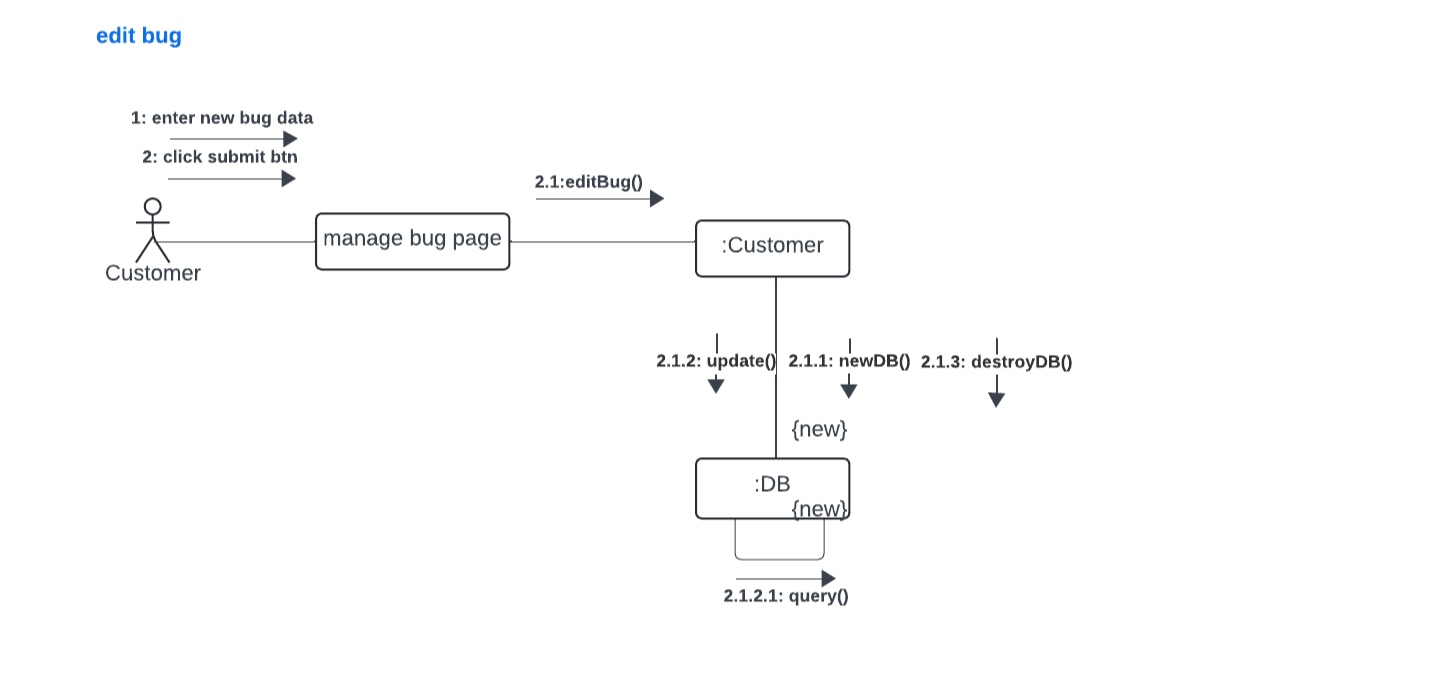 edit bug
1: enter new bug data
2: click submit btn
2.1:editBug()
manage bug page
:Customer
Customer
2.1.2: update()
2.1.1: newDB()
2.1.3: destroyDB()
{new}
:DB
{new}
2.1.2.1: query()